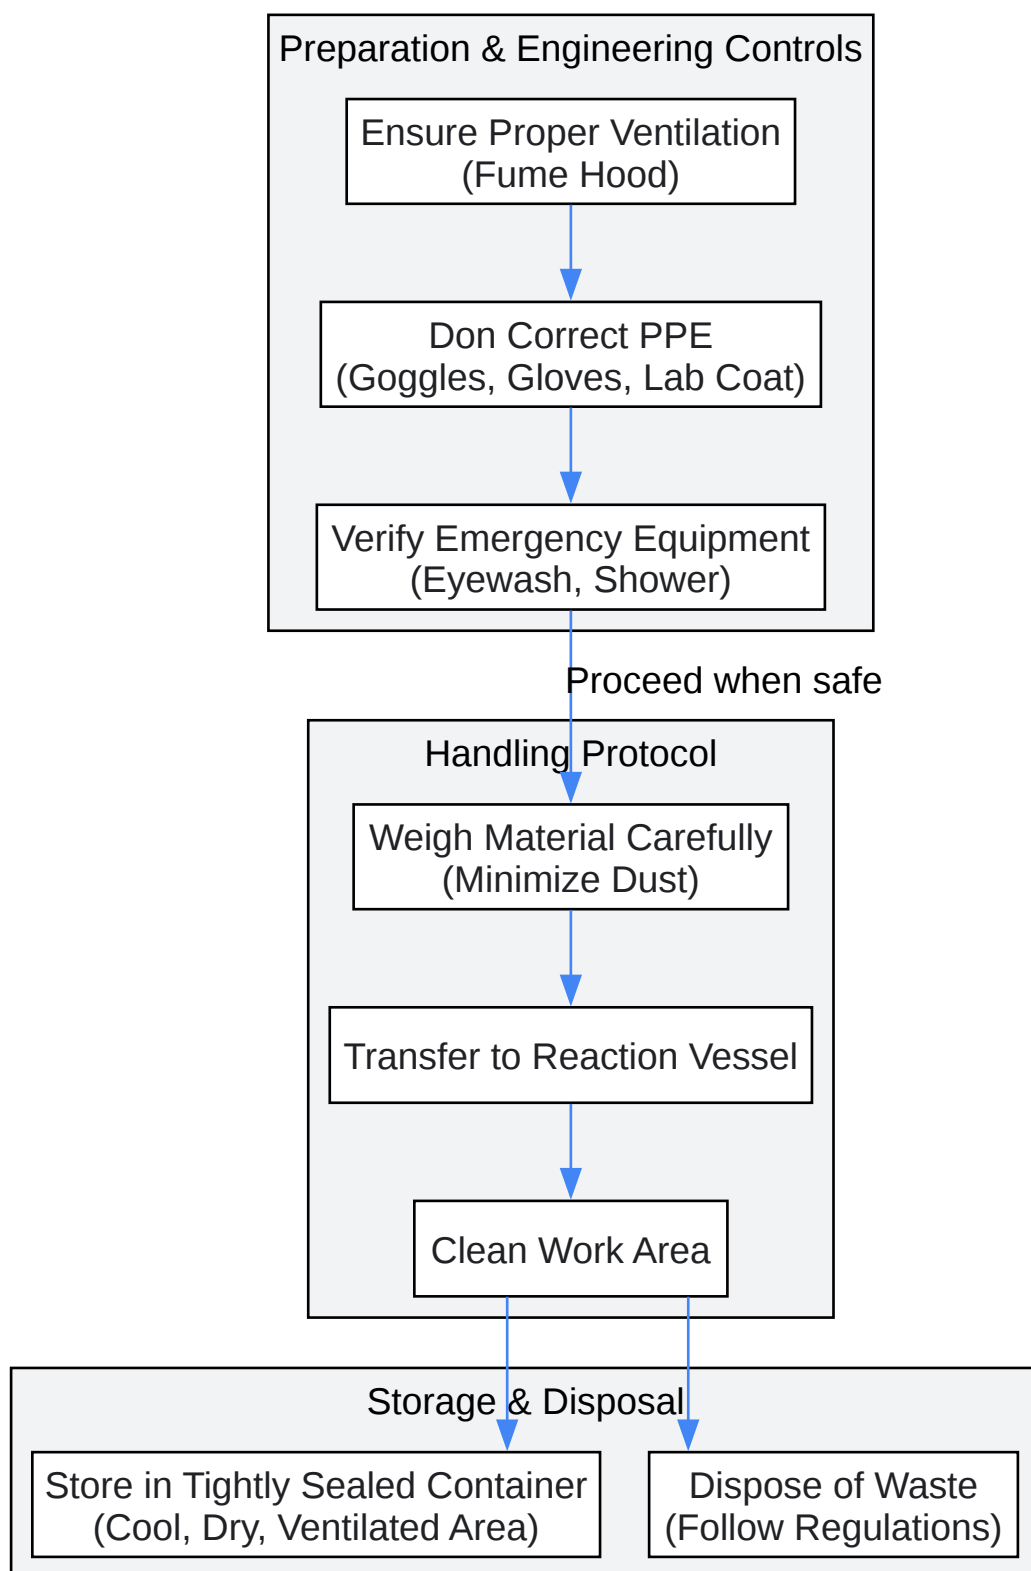 Preparation & Engineering Controls
Ensure Proper Ventilation
(Fume Hood)
Don Correct PPE
(Goggles, Gloves, Lab Coat)
Verify Emergency Equipment
(Eyewash, Shower)
Proceed when safe
Handling Protocol
Weigh Material Carefully
(Minimize Dust)
Transfer to Reaction Vessel
Clean Work Area
Storage & Disposal
Store in Tightly Sealed Container
(Cool, Dry, Ventilated Area)
Dispose of Waste
(Follow Regulations)